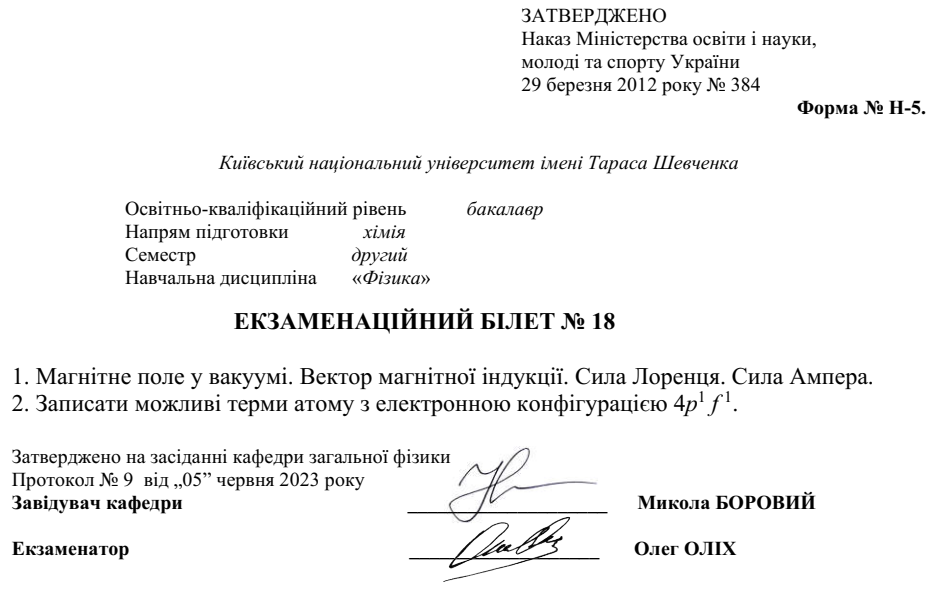 ЗАТВЕРДЖЕНО
Наказ Міністерства освіти і науки,
молоді та спорту України
29 березня 2012 року № 384
Форма № Н-5.
Київський національний університет імені Тараса Шевченка
Освітньо-кваліфікаційний рівень бакалавр
Напрям підготовки хімія
Семестр другий
Навчальна дисципліна «Фізика»
ЕКЗАМЕНАЦІЙНИЙ БІЛЕТ № 18
1. Магнітне поле у вакуумі. Вектор магнітної індукції. Сила Лоренця. Сила Ампера.
2. Записати можливі терми атому з електронною конфігурацією 4p¹ f¹.
Затверджено на засіданні кафедри загальної фізики
Протокол № 9 від „05” червня 2023 року
Завідувач кафедри ____________________ Микола БОРОВИЙ
Екзаменатор ____________________ Олег ОЛІХ